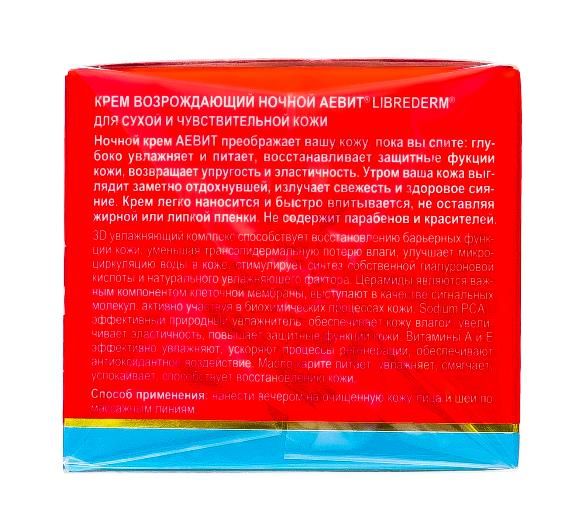 КРЕМ ВОЗРОЖДАЮЩИЙ НОЧНОЙ АЕВИТ® LIBREDERM®
ДЛЯ СУХОЙ И ЧУВСТВИТЕЛЬНОЙ КОЖИ
Ночной крем АЕВИТ преображает вашу кожу пока вы спите: глу-
боко увлажняет и питает, восстанавливает защитные фукции
кожи, возвращает упругость и эластичность. Утром ваша кожа выг-
лядит заметно отдохнувшей, излучает свежесть и здоровое сия-
ние. Крем легко наносится и быстро впитывается, не оставляя
жирной или липкой пленки. Не содержит парабенов и красителей.
3D увлажняющий комплекс способствует восстановлению барьерных функ-
ций кожи, уменьшая трансэпидермальную потерю влаги, улучшает микро-
циркуляцию воды в коже, стимулирует синтез собственной гиалуроновой
кислоты и натурального увлажняющего фактора. Церамиды являются важ-
ным компонентом клеточной мембраны, выступают в качестве сигнальных
молекул, активно участвуя в биохимических процессах кожи. Sodium PCA -
эффективный природный увлажнитель, обеспечивает кожу влагой, увели-
чивает эластичность, повышает защитные функции кожи. Витамины А и Е
эффективно увлажняют, ускоряют процессы регенерации, обеспечивают
антиоксидантное воздействие. Масло карите питает, увлажняет, смягчает,
успокаивает, способствует восстановлению кожи.
Способ применения: нанести вечером на очищенную кожу лица и шеи по
массажным линиям.